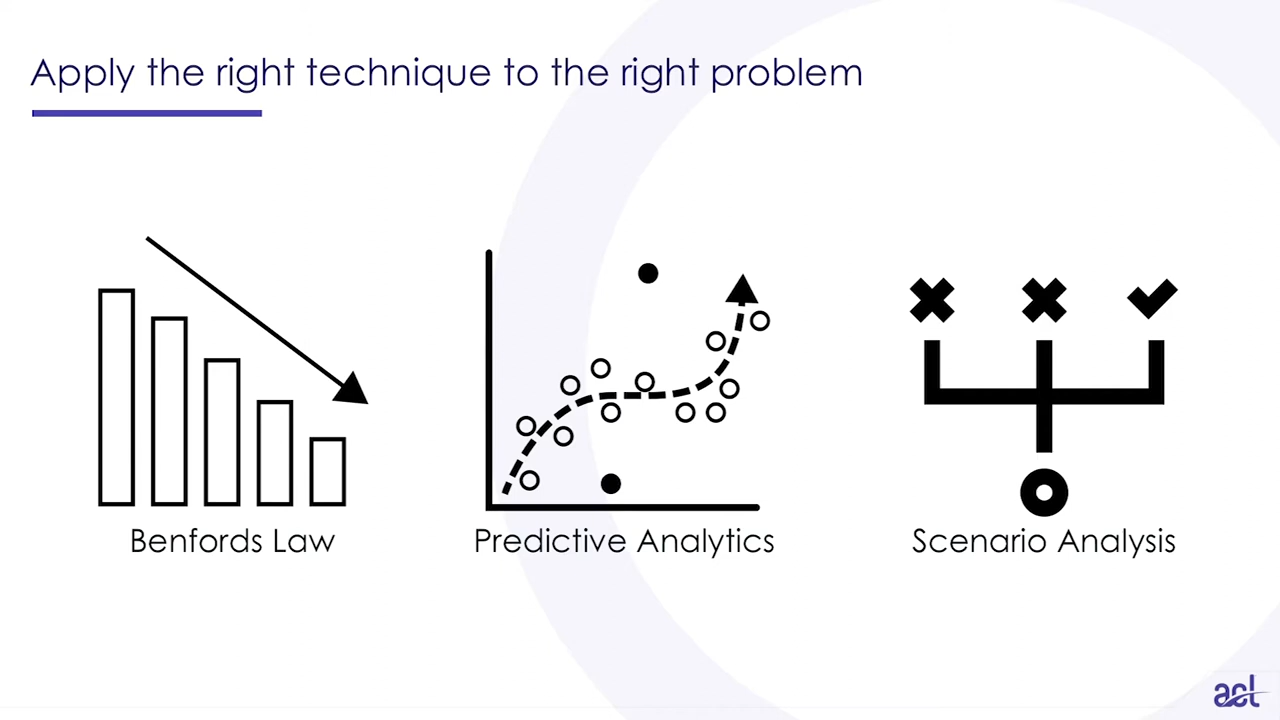 Apply the right technique to the right problem
Benfords Law
Predictive Analytics
Scenario Analysis
acl